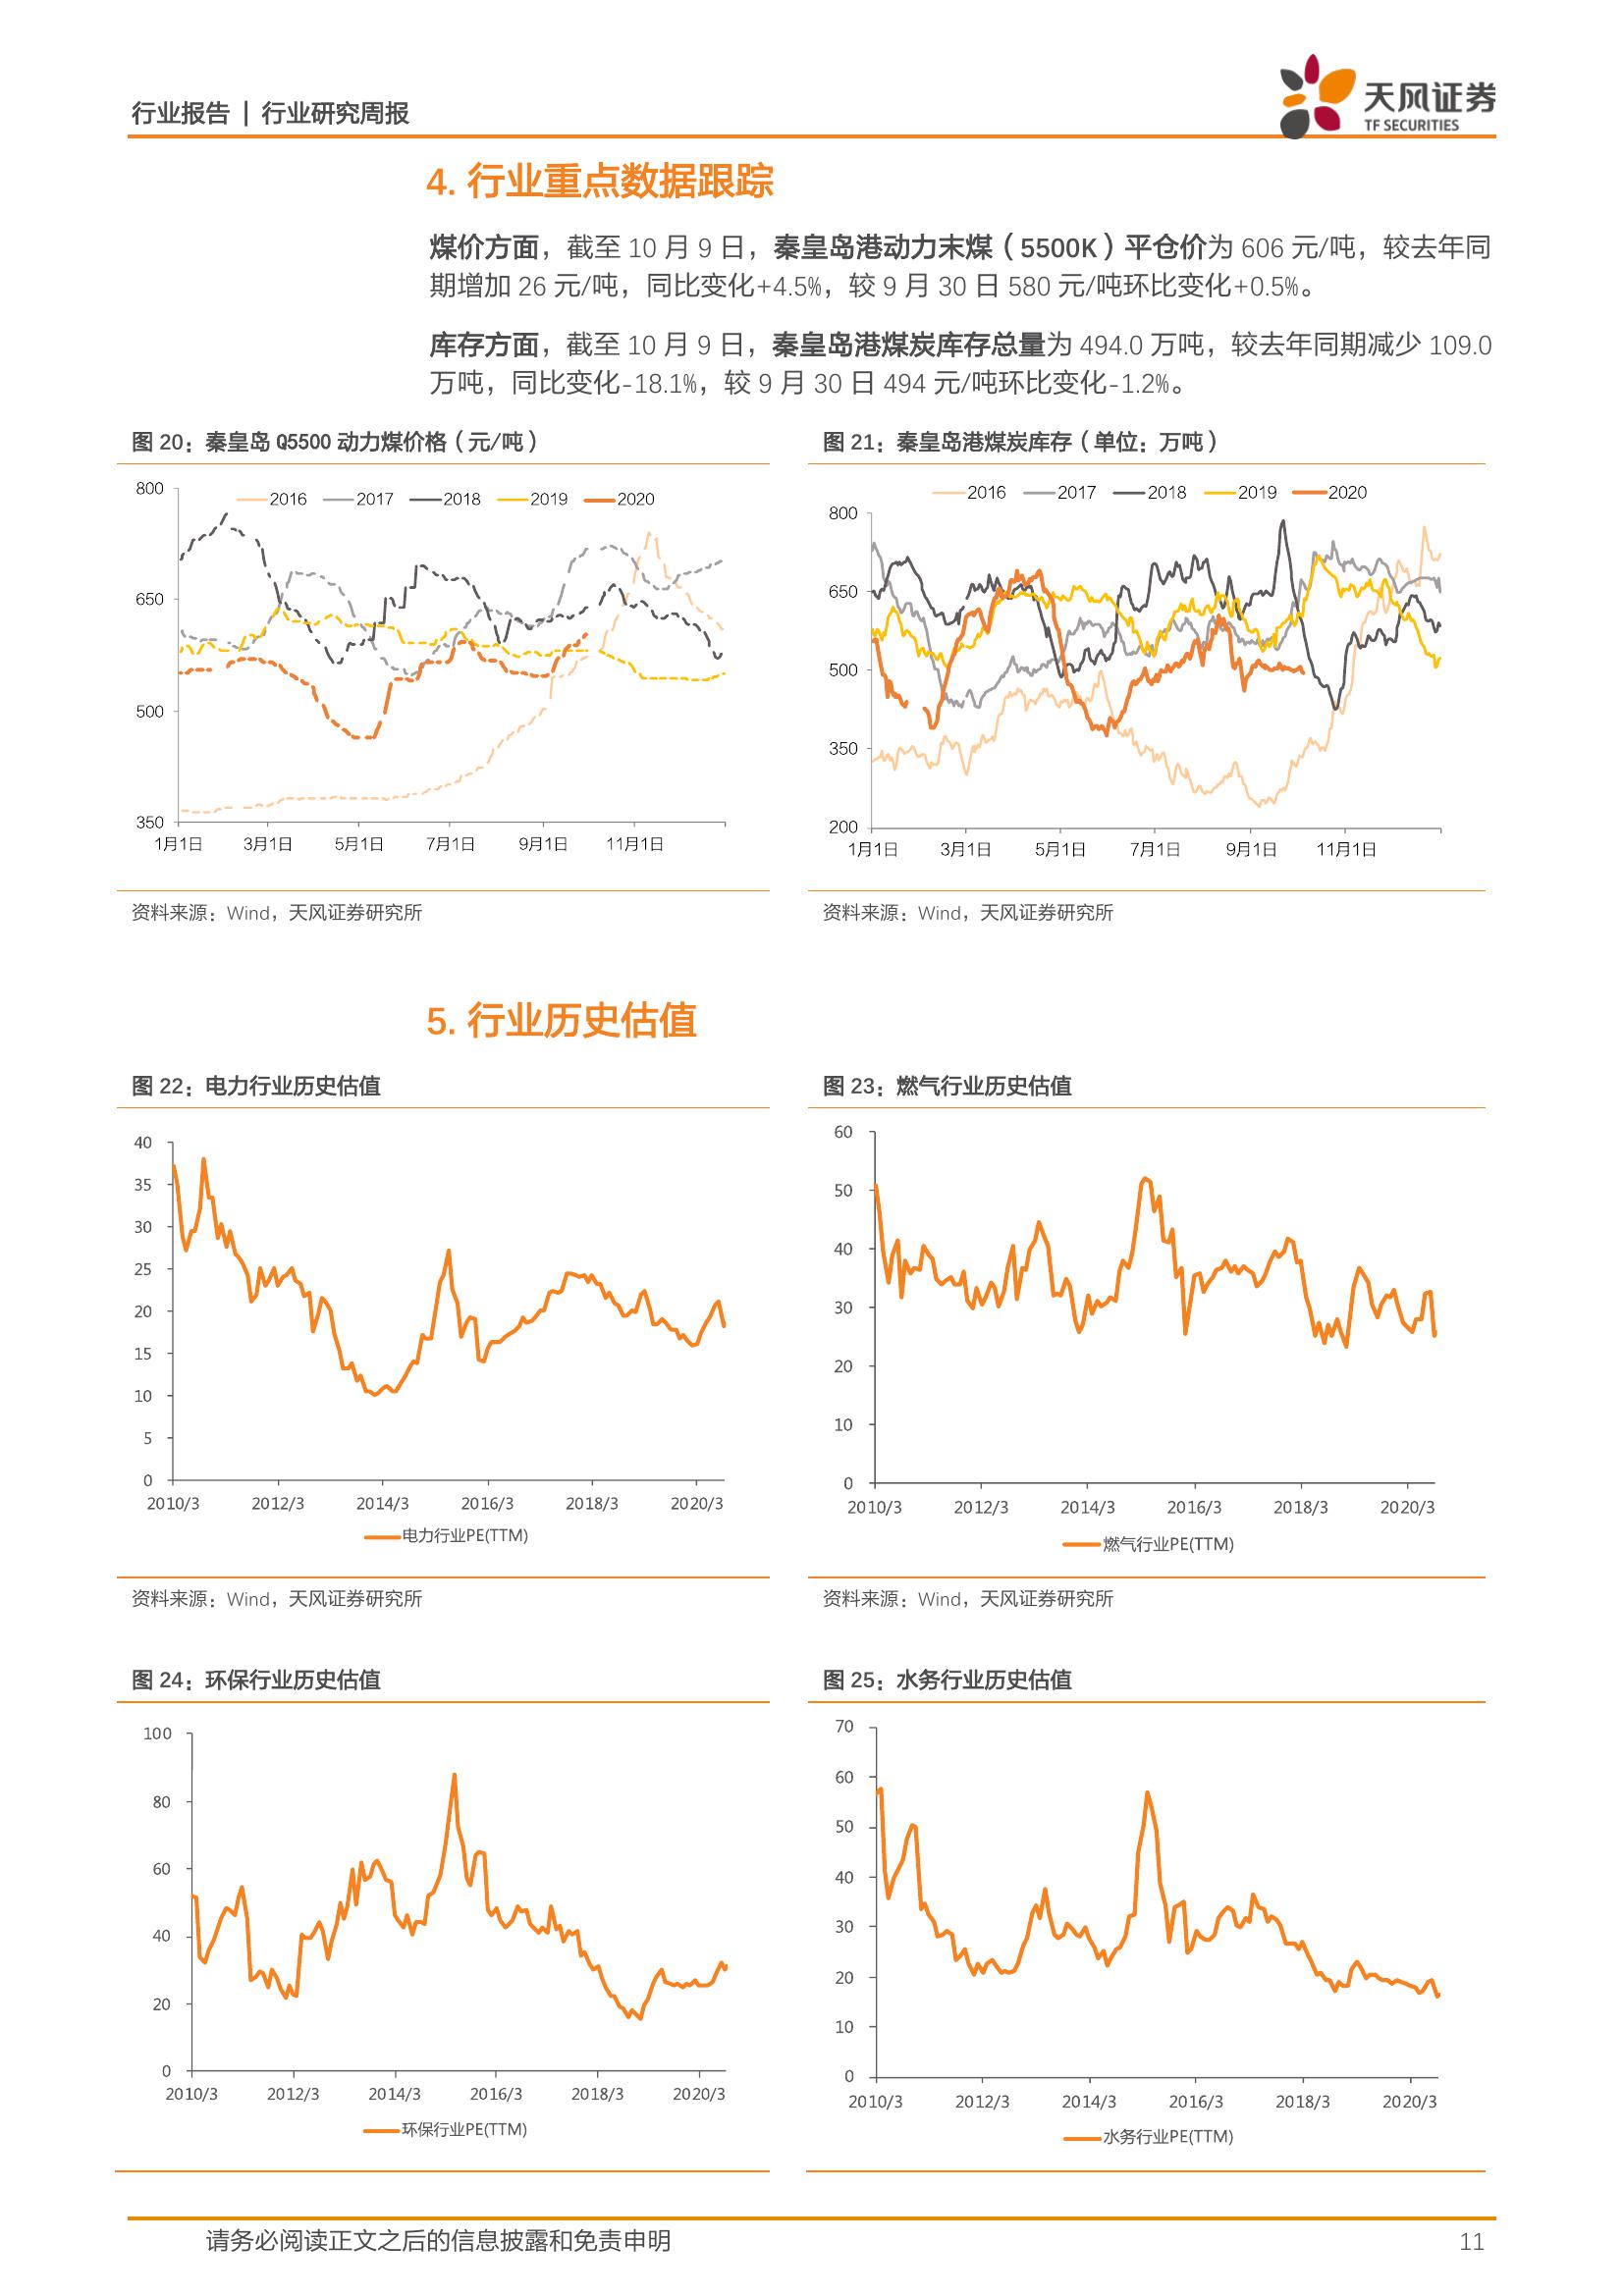 行业报告 | 行业研究周报
天风证券
TF SECURITIES
4. 行业重点数据跟踪
煤价方面，截至 10 月 9 日，秦皇岛港动力末煤（5500K）平仓价为 606 元/吨，较去年同
期增加 26 元/吨，同比变化+4.5%，较 9 月 30 日 580 元/吨环比变化+0.5%。
库存方面，截至 10 月 9 日，秦皇岛港煤炭库存总量为 494.0 万吨，较去年同期减少 109.0
万吨，同比变化-18.1%，较 9 月 30 日 494 元/吨环比变化-1.2%。
图 20：秦皇岛 Q5500 动力煤价格（元/吨）
2016 2017 2018 2019 2020
800
650
500
350
1月1日 3月1日 5月1日 7月1日 9月1日 11月1日
资料来源：Wind，天风证券研究所
图 21：秦皇岛港煤炭库存（单位：万吨）
2016 2017 2018 2019 2020
800
650
500
350
200
1月1日 3月1日 5月1日 7月1日 9月1日 11月1日
资料来源：Wind，天风证券研究所
5. 行业历史估值
图 22：电力行业历史估值
40
35
30
25
20
15
10
5
0
2010/3 2012/3 2014/3 2016/3 2018/3 2020/3
电力行业PE(TTM)
资料来源：Wind，天风证券研究所
图 23：燃气行业历史估值
60
50
40
30
20
10
0
2010/3 2012/3 2014/3 2016/3 2018/3 2020/3
燃气行业PE(TTM)
资料来源：Wind，天风证券研究所
图 24：环保行业历史估值
100
80
60
40
20
0
2010/3 2012/3 2014/3 2016/3 2018/3 2020/3
环保行业PE(TTM)
图 25：水务行业历史估值
70
60
50
40
30
20
10
0
2010/3 2012/3 2014/3 2016/3 2018/3 2020/3
水务行业PE(TTM)
请务必阅读正文之后的信息披露和免责申明
11